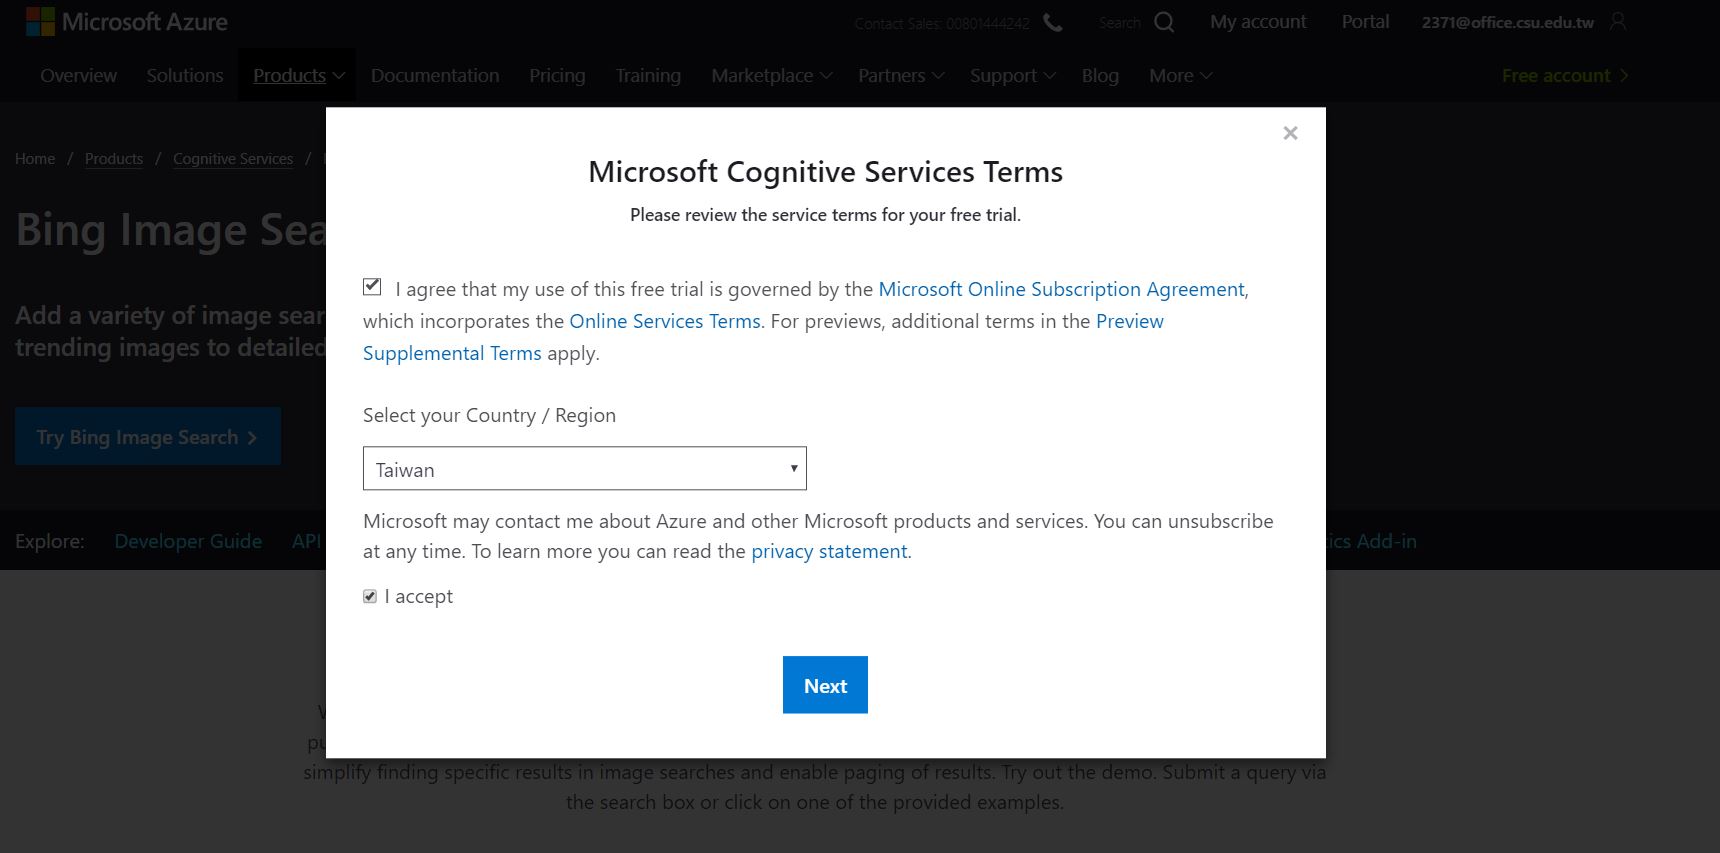 Microsoft Azure
Contact Sales: 00801444242
Search
My account
Portal
2371@office.csu.edu.tw
Overview
Solutions
Products
Documentation
Pricing
Training
Marketplace
Partners
Support
Blog
More
Free account
Home / Products / Cognitive Services /
Bing Image
Add a variety of image
trending images to detailed
Try Bing Image Search
Explore:
Developer Guide
API
Add-in
Microsoft Cognitive Services Terms
Please review the service terms for your free trial.
I agree that my use of this free trial is governed by the Microsoft Online Subscription Agreement,
which incorporates the Online Services Terms. For previews, additional terms in the Preview
Supplemental Terms apply.
Select your Country / Region
Taiwan
Microsoft may contact me about Azure and other Microsoft products and services. You can unsubscribe
at any time. To learn more you can read the privacy statement.
I accept
Next
simplify finding specific results in image searches and enable paging of results. Try out the demo. Submit a query via
the search box or click on one of the provided examples.